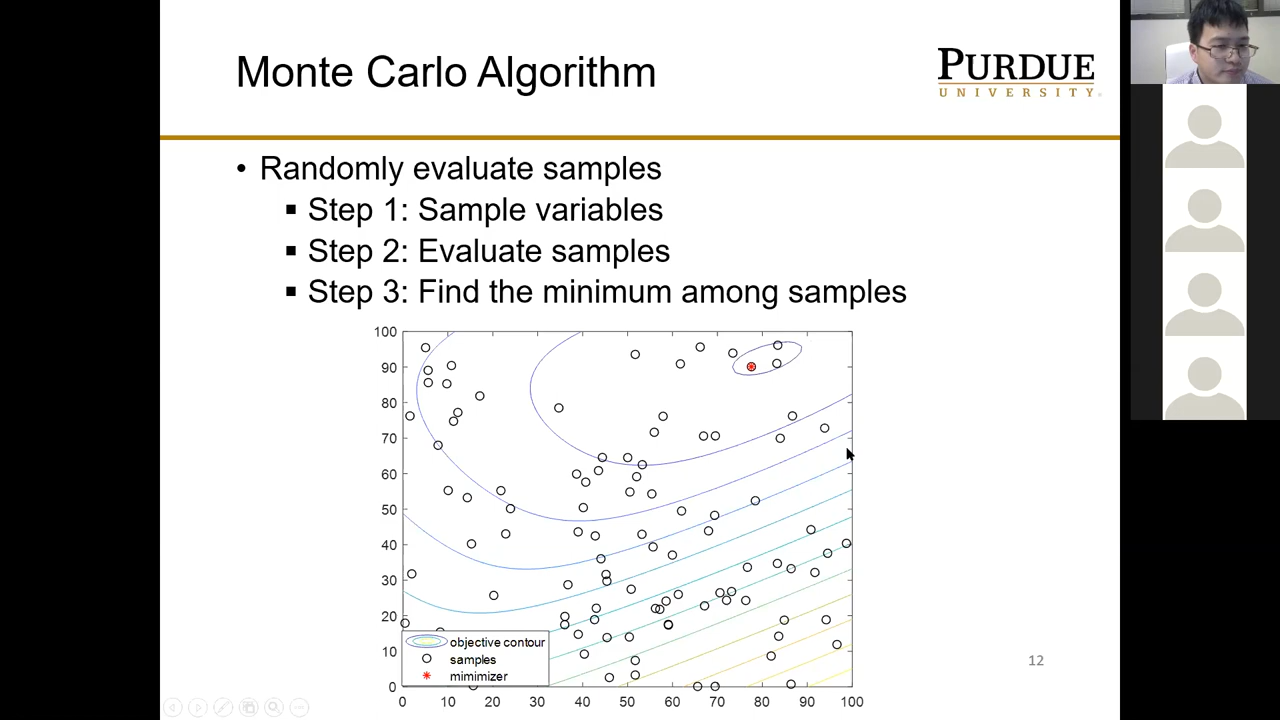 Monte Carlo Algorithm
PURDUE
UNIVERSITY
• Randomly evaluate samples
▪ Step 1: Sample variables
▪ Step 2: Evaluate samples
▪ Step 3: Find the minimum among samples
100
90
80
70
60
50
40
30
20
10
0
objective contour
samples
mimimizer
0 10 20 30 40 50 60 70 80 90 100
12